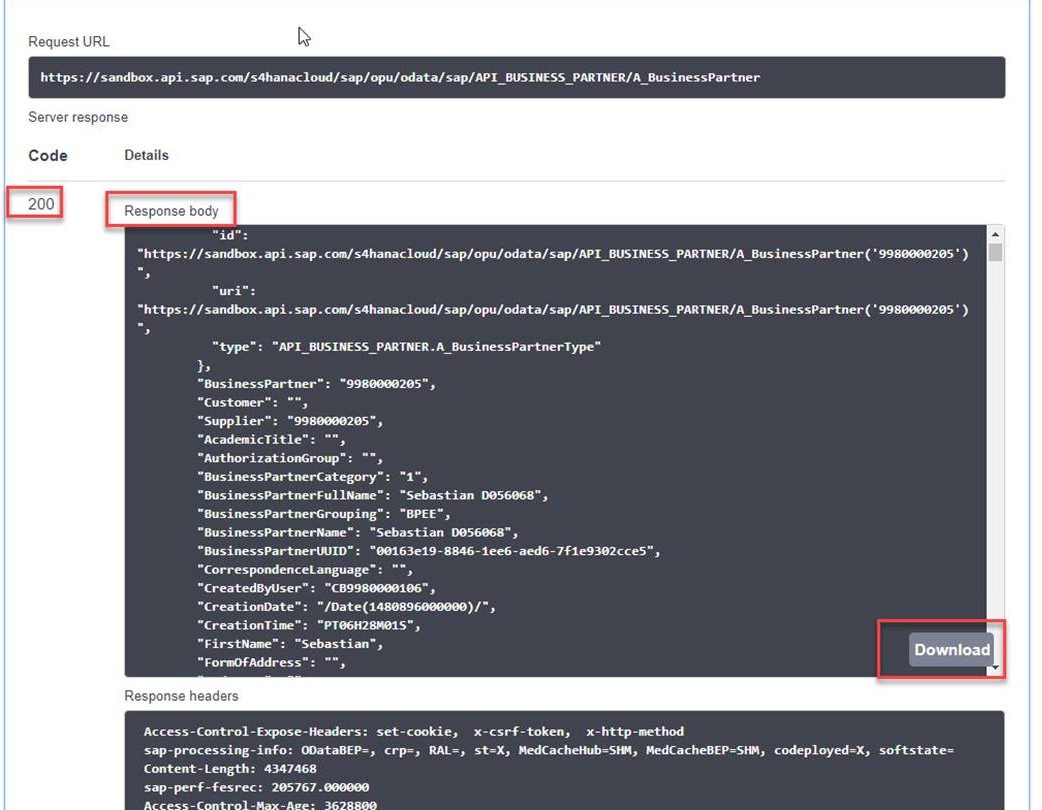 Request URL
https://sandbox.api.sap.com/s4hanacloud/sap/opu/odata/sap/API_BUSINESS_PARTNER/A_BusinessPartner
Server response
Code Details
200
Response body
"id":
"https://sandbox.api.sap.com/s4hanacloud/sap/opu/odata/sap/API_BUSINESS_PARTNER/A_BusinessPartner('9980000205')
",
"uri":
"https://sandbox.api.sap.com/s4hanacloud/sap/opu/odata/sap/API_BUSINESS_PARTNER/A_BusinessPartner('9980000205')
",
"type": "API_BUSINESS_PARTNER.A_BusinessPartnerType"
},
"BusinessPartner": "9980000205",
"Customer": "",
"Supplier": "9980000205",
"AcademicTitle": "",
"AuthorizationGroup": "",
"BusinessPartnerCategory": "1",
"BusinessPartnerFullName": "Sebastian D056068",
"BusinessPartnerGrouping": "BPEE",
"BusinessPartnerName": "Sebastian D056068",
"BusinessPartnerUUID": "00163e19-8846-1ee6-aed6-7f1e9302cce5",
"CorrespondenceLanguage": "",
"CreatedByUser": "CB9980000106",
"CreationDate": "/Date(1480896000000)/",
"CreationTime": "PT06H28M01S",
"FirstName": "Sebastian",
"FormOfAddress": "",
Download
Response headers
Access-Control-Expose-Headers: set-cookie, x-csrf-token, x-http-method
sap-processing-info: ODataBEP=, crp=, RAL=, st=X, MedCacheHub=SHM, MedCacheBEP=SHM, codeployed=X, softstate=
Content-Length: 4347468
sap-perf-fesrec: 205767.000000
Access-Control-Max-Age: 3628800